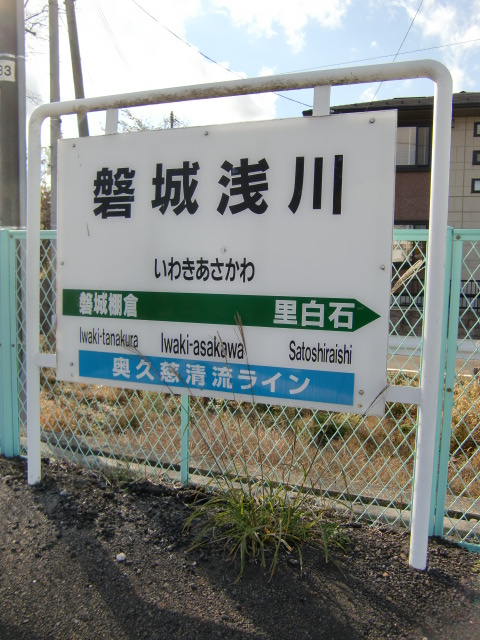 33
磐城浅川
いわきあさかわ
磐城棚倉 里白石
Iwaki-tanakura Iwaki-asakawa Satoshiraishi
奥久慈清流ライン